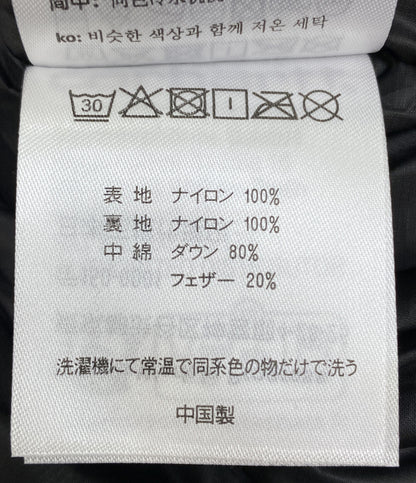 ko: 비슷한 색상과 함께 저온 세탁
30
表 地 ナイロン 100%
裏 地 ナイロン 100%
中 綿 ダウン 80%
フェザー 20%
洗濯機にて常温で同系色の物だけで洗う
中国製